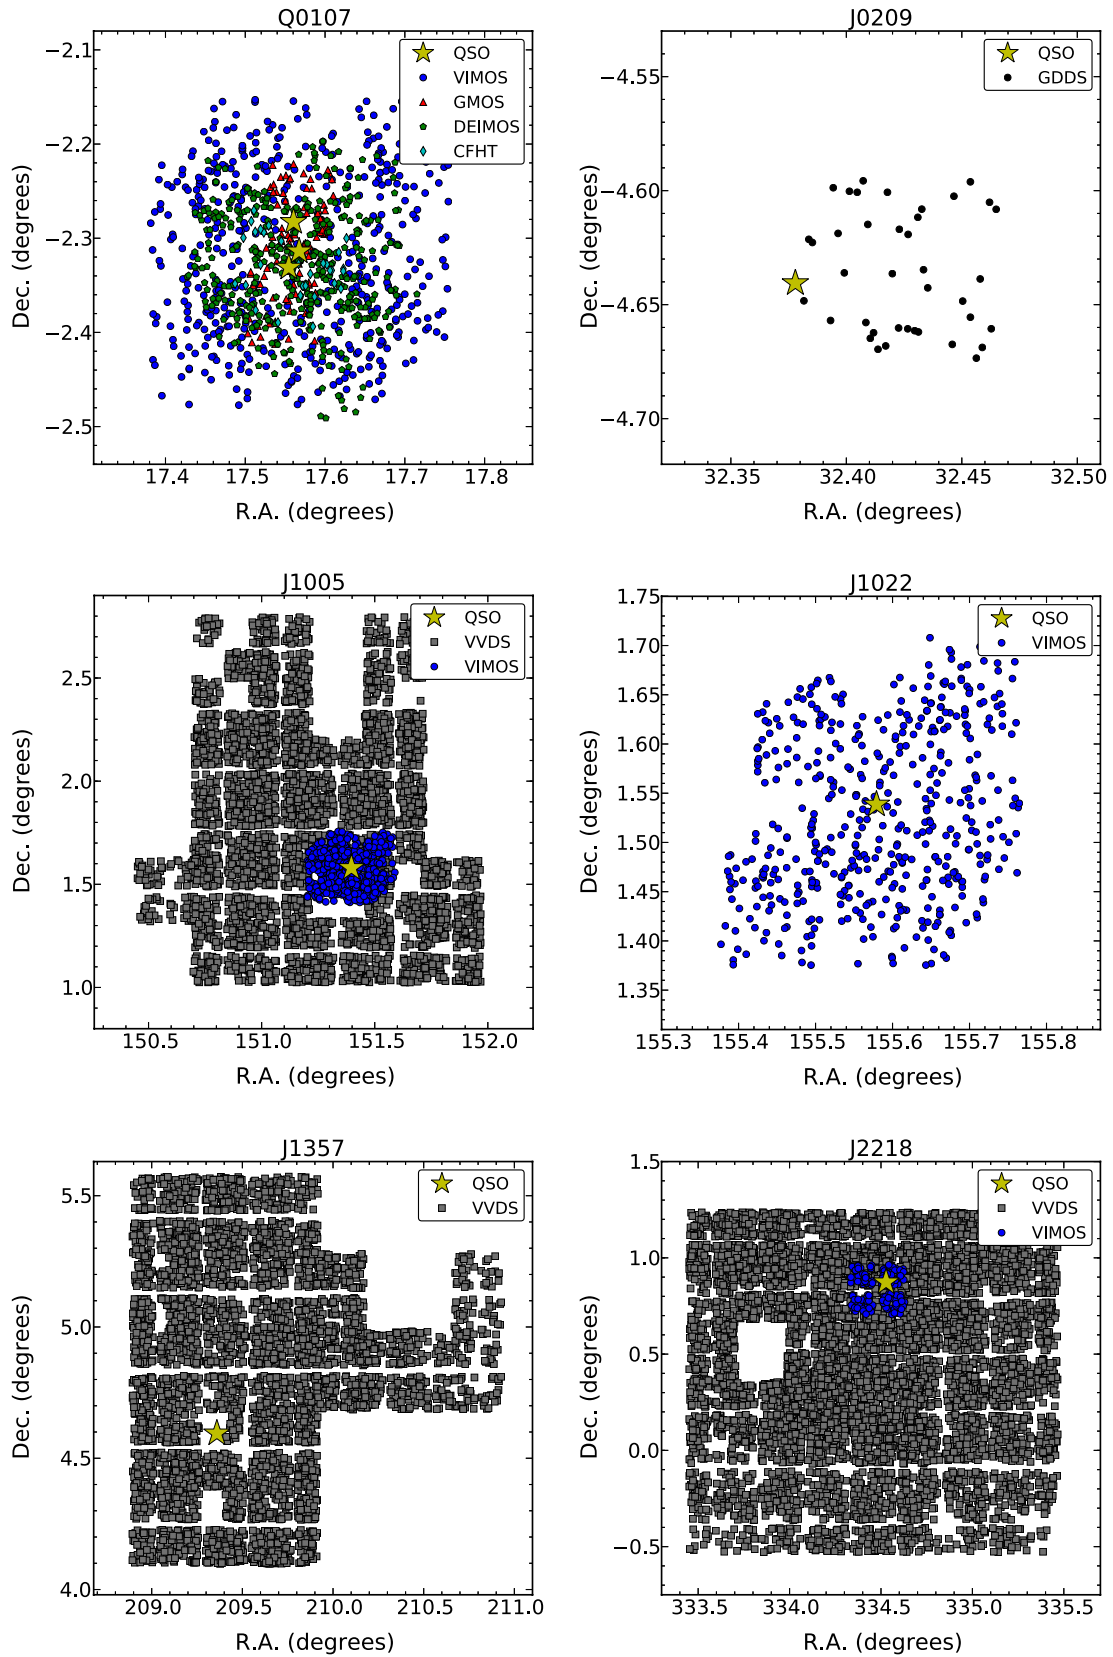 Q0107
QSO
VIMOS
GMOS
DEIMOS
CFHT
−2.1
−2.2
−2.3
−2.4
−2.5
Dec. (degrees)
17.4 17.5 17.6 17.7 17.8
R.A. (degrees)
J0209
QSO
GDDS
−4.55
−4.60
−4.65
−4.70
Dec. (degrees)
32.35 32.40 32.45 32.50
R.A. (degrees)
J1005
QSO
VVDS
VIMOS
2.5
2.0
1.5
1.0
Dec. (degrees)
150.5 151.0 151.5 152.0
R.A. (degrees)
J1022
QSO
VIMOS
1.75
1.70
1.65
1.60
1.55
1.50
1.45
1.40
1.35
Dec. (degrees)
155.3 155.4 155.5 155.6 155.7 155.8
R.A. (degrees)
J1357
QSO
VVDS
5.5
5.0
4.5
4.0
Dec. (degrees)
209.0 209.5 210.0 210.5 211.0
R.A. (degrees)
J2218
QSO
VVDS
VIMOS
1.5
1.0
0.5
0.0
−0.5
Dec. (degrees)
333.5 334.0 334.5 335.0 335.5
R.A. (degrees)